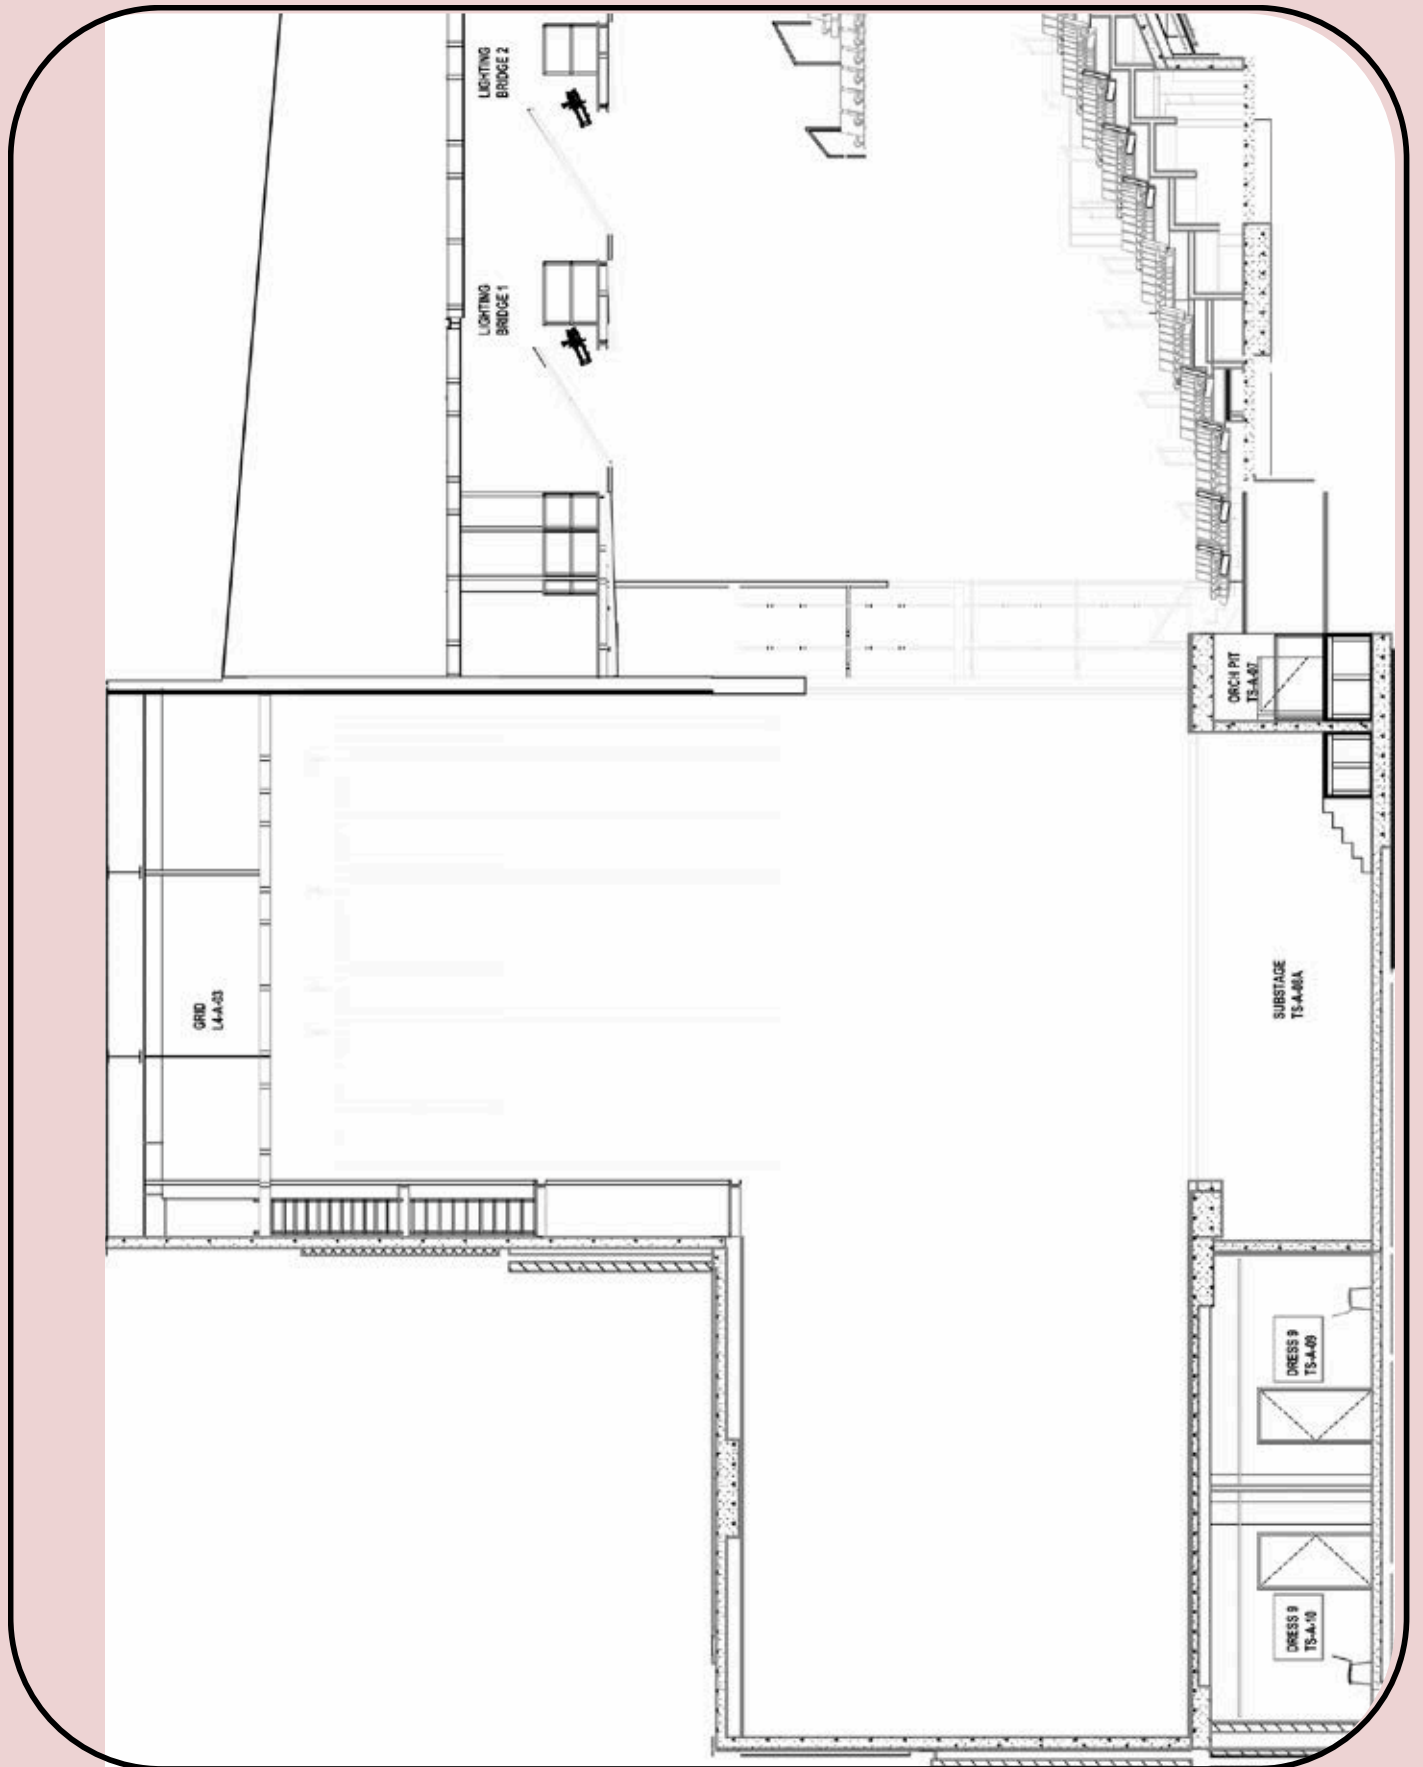 LIGHTING
BRIDGE 2
LIGHTING
BRIDGE 1
ORCH PIT
TS-A-07
GRID
L4-A-03
SUBSTAGE
TS-A-08A
DRESS 9
TS-A-09
DRESS 9
TS-A-10